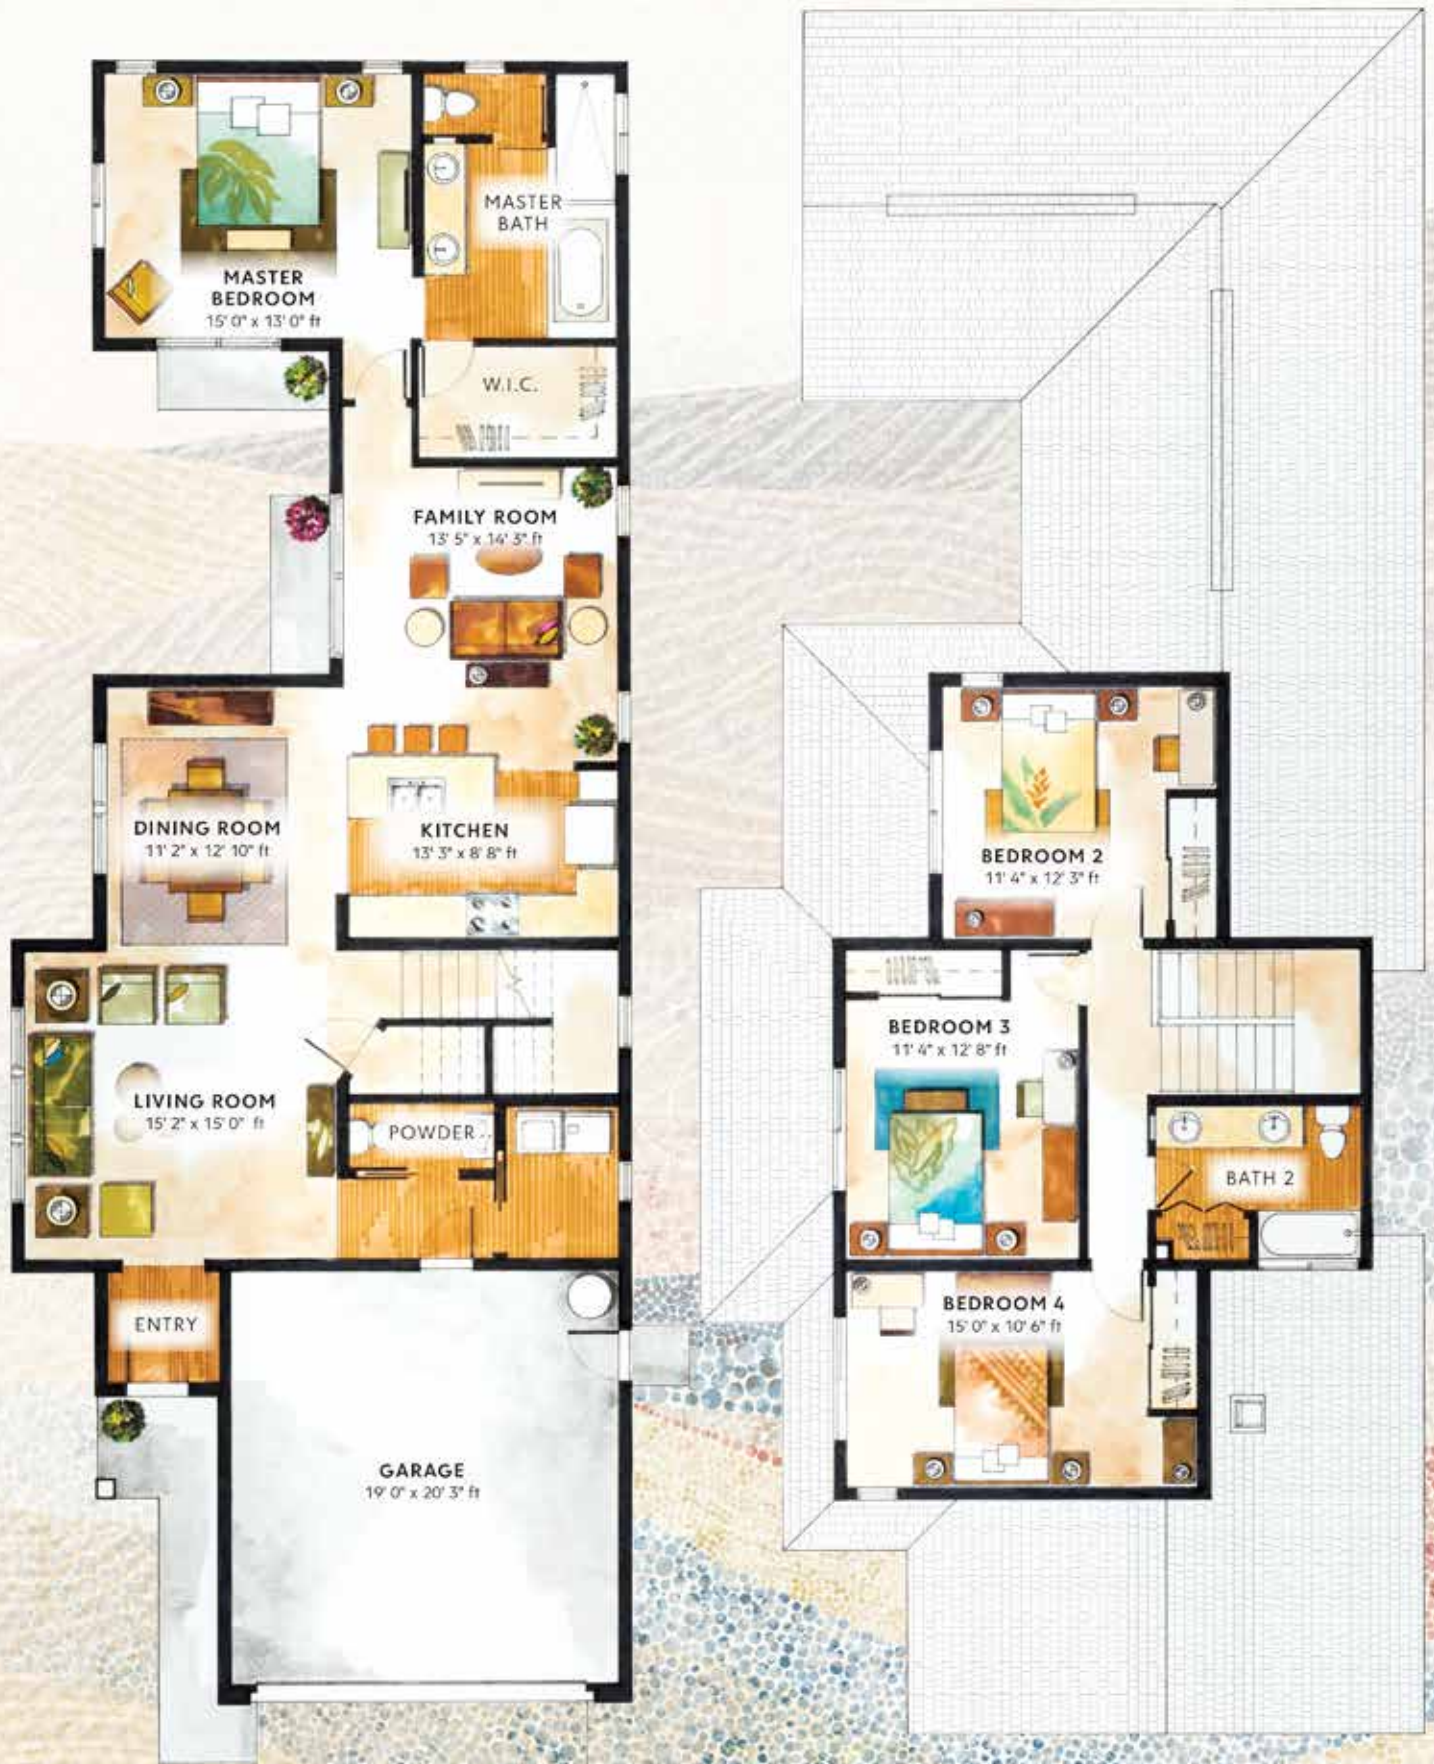 MASTER
BATH
MASTER
BEDROOM
15' 0" x 13' 0" ft
W.I.C.
FAMILY ROOM
13' 5" x 14' 3" ft
DINING ROOM
11' 2" x 12' 10" ft
KITCHEN
13' 3" x 8' 8" ft
LIVING ROOM
15' 2" x 15' 0" ft
POWDER
ENTRY
GARAGE
19' 0" x 20' 3" ft
BEDROOM 2
11' 4" x 12' 3" ft
BEDROOM 3
11' 4" x 12' 8" ft
BATH 2
BEDROOM 4
15' 0" x 10' 6" ft